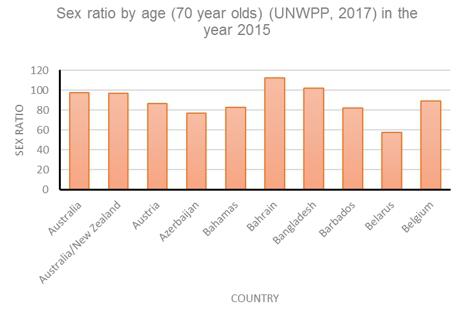 Sex ratio by age (70 year olds) (UNWPP, 2017) in the
year 2015
120
100
80
60
40
20
0
SEX RATIO
Australia
Australia/New Zealand
Austria
Azerbaijan
Bahamas
Bahrain
Bangladesh
Barbados
Belarus
Belgium
COUNTRY